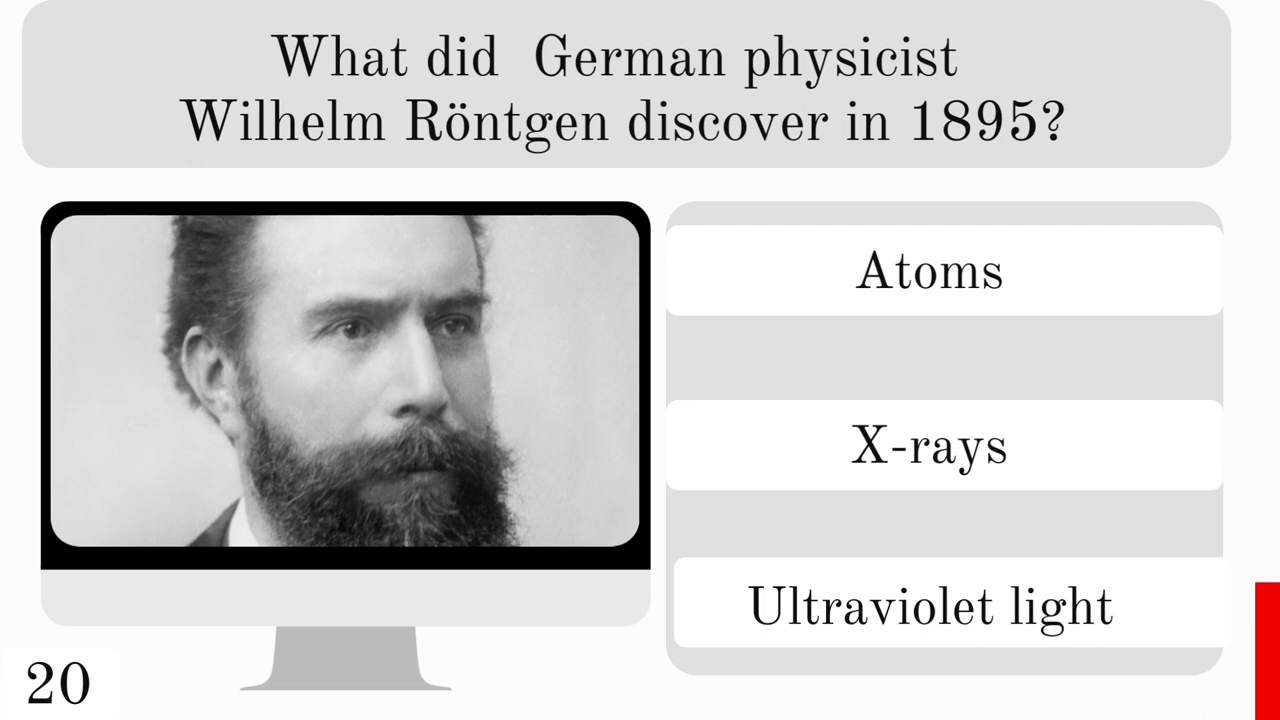 What did German physicist
Wilhelm Röntgen discover in 1895?
Atoms
X-rays
Ultraviolet light
20